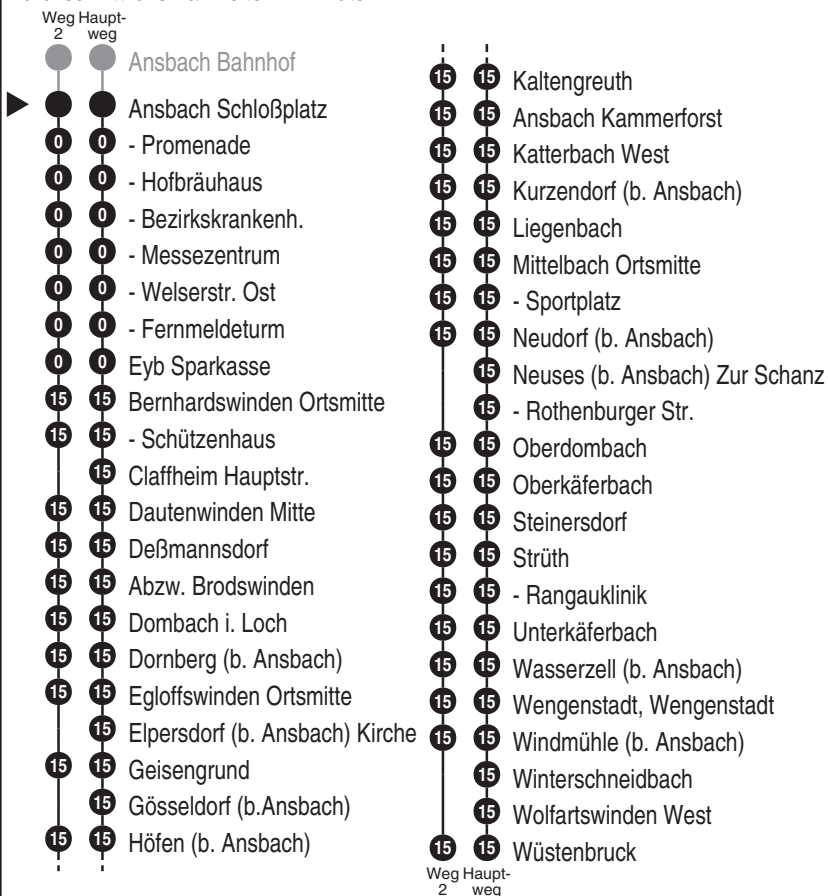 Weg Haupt-
2 weg
Ansbach Bahnhof
Ansbach Schloßplatz
0 0 - Promenade
0 0 - Hofbräuhaus
0 0 - Bezirkskrankenh.
0 0 - Messezentrum
0 0 - Welserstr. Ost
0 0 - Fernmeldeturm
0 0 Eyb Sparkasse
15 15 Bernhardswinden Ortsmitte
15 15 - Schützenhaus
15 Claffheim Hauptstr.
15 15 Dautenwinden Mitte
15 15 Deßmannsdorf
15 15 Abzw. Brodswinden
15 15 Dombach i. Loch
15 15 Dornberg (b. Ansbach)
15 15 Egloffswinden Ortsmitte
15 Elpersdorf (b. Ansbach) Kirche
15 15 Geisengrund
15 Gösseldorf (b.Ansbach)
15 15 Höfen (b. Ansbach)
15 15 Kaltengreuth
15 15 Ansbach Kammerforst
15 15 Katterbach West
15 15 Kurzendorf (b. Ansbach)
15 15 Liegenbach
15 15 Mittelbach Ortsmitte
15 15 - Sportplatz
15 15 Neudorf (b. Ansbach)
15 Neuses (b. Ansbach) Zur Schanz
15 - Rothenburger Str.
15 15 Oberdombach
15 15 Oberkäferbach
15 15 Steinersdorf
15 15 Strüth
15 15 - Rangauklinik
15 15 Unterkäferbach
15 15 Wasserzell (b. Ansbach)
15 15 Wengenstadt, Wengenstadt
15 15 Windmühle (b. Ansbach)
15 Winterschneidbach
15 Wolfartswinden West
15 15 Wüstenbruck
Weg Haupt-
2 weg